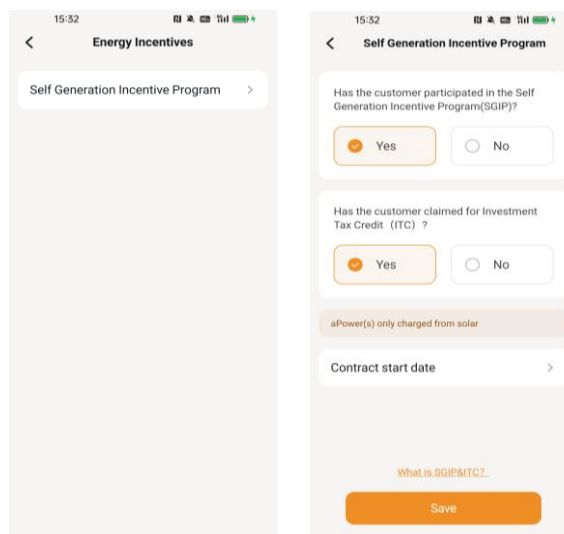 15:32
Energy Incentives
Self Generation Incentive Program
15:32
Self Generation Incentive Program
Has the customer participated in the Self
Generation Incentive Program(SGIP)?
Yes
No
Has the customer claimed for Investment
Tax Credit（ITC）?
Yes
No
aPower(s) only charged from solar
Contract start date
What is SGIP&ITC?
Save